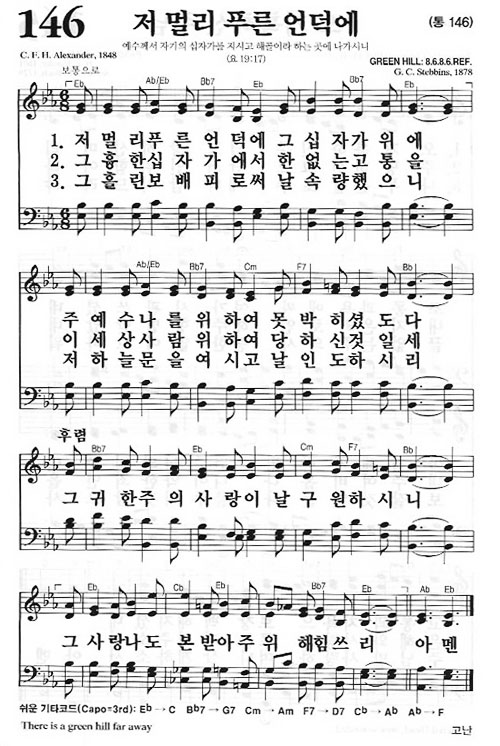 146
저 멀리 푸른 언덕에
(통 146)
예수께서 자기의 십자가를 지시고 해골이라 하는 곳에 나가시니
(요 19:17)
C. F. H. Alexander, 1848
GREEN HILL: 8.6.8.6.REF.
G. C. Stebbins, 1878
보통으로
Eb Ab/Eb Eb Bb7 Eb Bb7 Eb
1. 저 멀 리 푸 른 언 덕 에 그 십 자 가 위 에
2. 그 흉 한 십 자 가 에 서 한 없 는 고 통 을
3. 그 흘 린 보 배 피 로 써 날 속 량 했 으 니
Ab/Eb Bb7 Cm F7 Bb
주 예 수 나 를 위 하 여 못 박 히 셨 도 다
이 세 상 사 람 위 하 여 당 하 신 것 일 세
저 하 늘 문 을 여 시 고 날 인 도 하 시 리
후렴
Bb7 Eb Cm F7 Bb
그 귀 한 주 의 사 랑 이 날 구 원 하 시 니
Bb7 Eb Cb Eb Bb7 Eb Ab Eb
그 사 랑 나 도 본 받 아 주 위 해 힘 쓰 리 아 멘
쉬운 기타코드(Capo=3rd): Eb→C Bb7→G7 Cm→Am F7→D7 Cb→Ab Ab→F
There is a green hill far away
고난